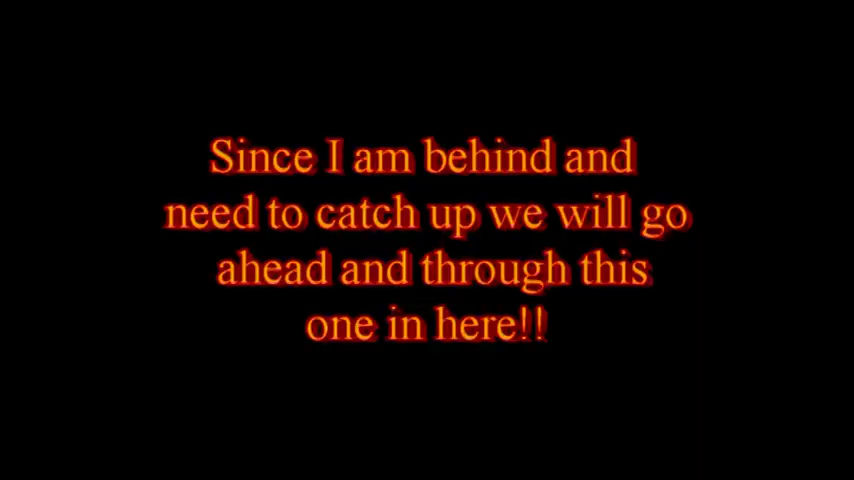 Since I am behind and
need to catch up we will go
ahead and through this
one in here!!